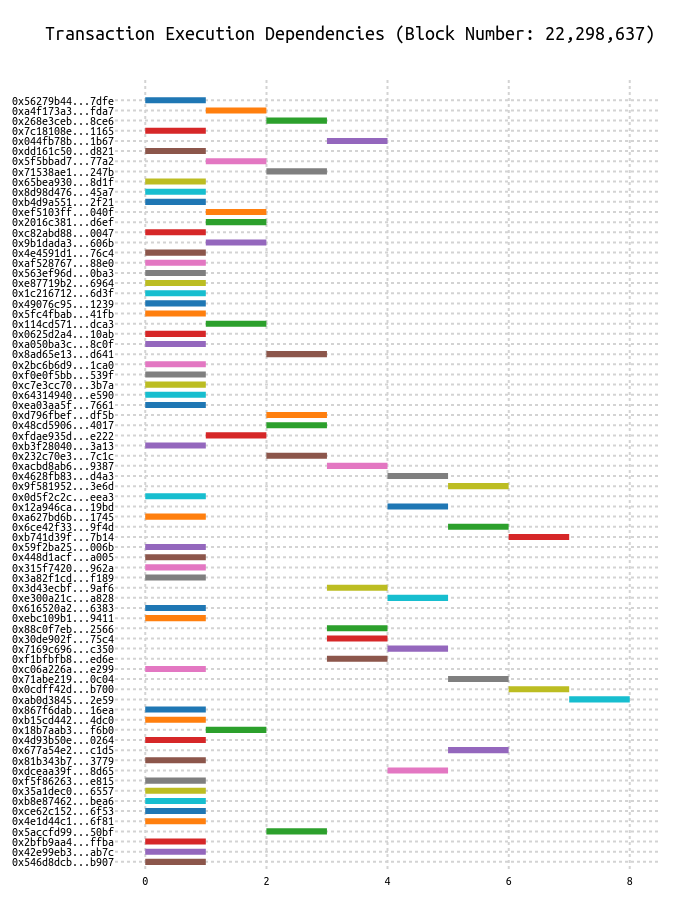 Transaction Execution Dependencies (Block Number: 22,298,637)
0x56279b44...7dfe
0xa4f173a3...fda7
0x268e3ceb...8ce6
0x7c18108e...1165
0x044fb78b...1b67
0xdd161c50...d821
0x5f5bbad7...77a2
0x71538ae1...247b
0x65bea930...8d1f
0x8d98d476...45a7
0xb4d9a551...2f21
0xef5103ff...040f
0x2016c381...d6ef
0xc82abd88...0047
0x9b1dada3...606b
0x4e4591d1...76c4
0xaf528767...88e0
0x563ef96d...0ba3
0xe87719b2...6964
0x1c216712...6d3f
0x49076c95...1239
0x5fc4fbab...41fb
0x114cd571...dca3
0x0625d2a4...10ab
0xa050ba3c...8c0f
0x8ad65e13...d641
0x2bc6b6d9...1ca0
0xf0e0f5bb...539f
0xc7e3cc70...3b7a
0x64314940...e590
0xea03aa5f...7661
0xd796fbef...df5b
0x48cd5906...4017
0xfdae935d...e222
0xb3f28040...3a13
0x232c70e3...7c1c
0xacbd8ab6...9387
0x4628fb83...d4a3
0x9f581952...3e6d
0x0d5f2c2c...eea3
0x12a946ca...19bd
0xa627bd6b...1745
0x6ce42f33...9f4d
0xb741d39f...7b14
0x59f2ba25...006b
0x448d1acf...a005
0x315f7420...962a
0x3a82f1cd...f189
0x3d43ecbf...9af6
0xe300a21c...a828
0x616520a2...6383
0xebc109b1...9411
0x88c0f7eb...2566
0x30de902f...75c4
0x7169c696...c350
0xf1bfbfb8...ed6e
0xc06a226a...e299
0x71abe219...0c04
0x0cdff42d...b700
0xab0d3845...2e59
0x867f6dab...16ea
0xb15cd442...4dc0
0x18b7aab3...f6b0
0x4d93b50e...0264
0x677a54e2...c1d5
0x81b343b7...3779
0xdceaa39f...8d65
0xf5f86263...e815
0x35a1dec0...6557
0xb8e87462...bea6
0xce62c152...6f53
0x4e1d44c1...6f81
0x5accfd99...50bf
0x2bfb9aa4...ffba
0x42e99eb3...ab7c
0x546d8dcb...b907
0 2 4 6 8